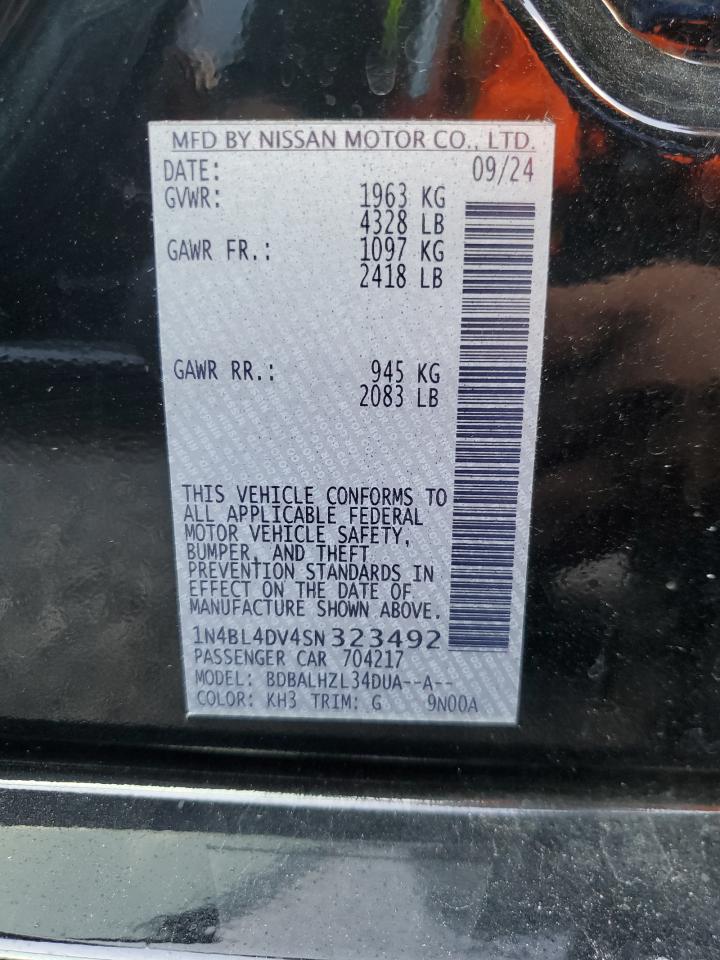 MFD BY NISSAN MOTOR CO., LTD.
DATE: 09/24
GVWR: 1963 KG
4328 LB
GAWR FR.: 1097 KG
2418 LB
GAWR RR.: 945 KG
2083 LB
THIS VEHICLE CONFORMS TO
ALL APPLICABLE FEDERAL
MOTOR VEHICLE SAFETY,
BUMPER, AND THEFT
PREVENTION STANDARDS IN
EFFECT ON THE DATE OF
MANUFACTURE SHOWN ABOVE.
1N4BL4DV4SN323492
PASSENGER CAR 704217
MODEL: BDBALHZL34DUA--A--
COLOR: KH3 TRIM: G 9N00A